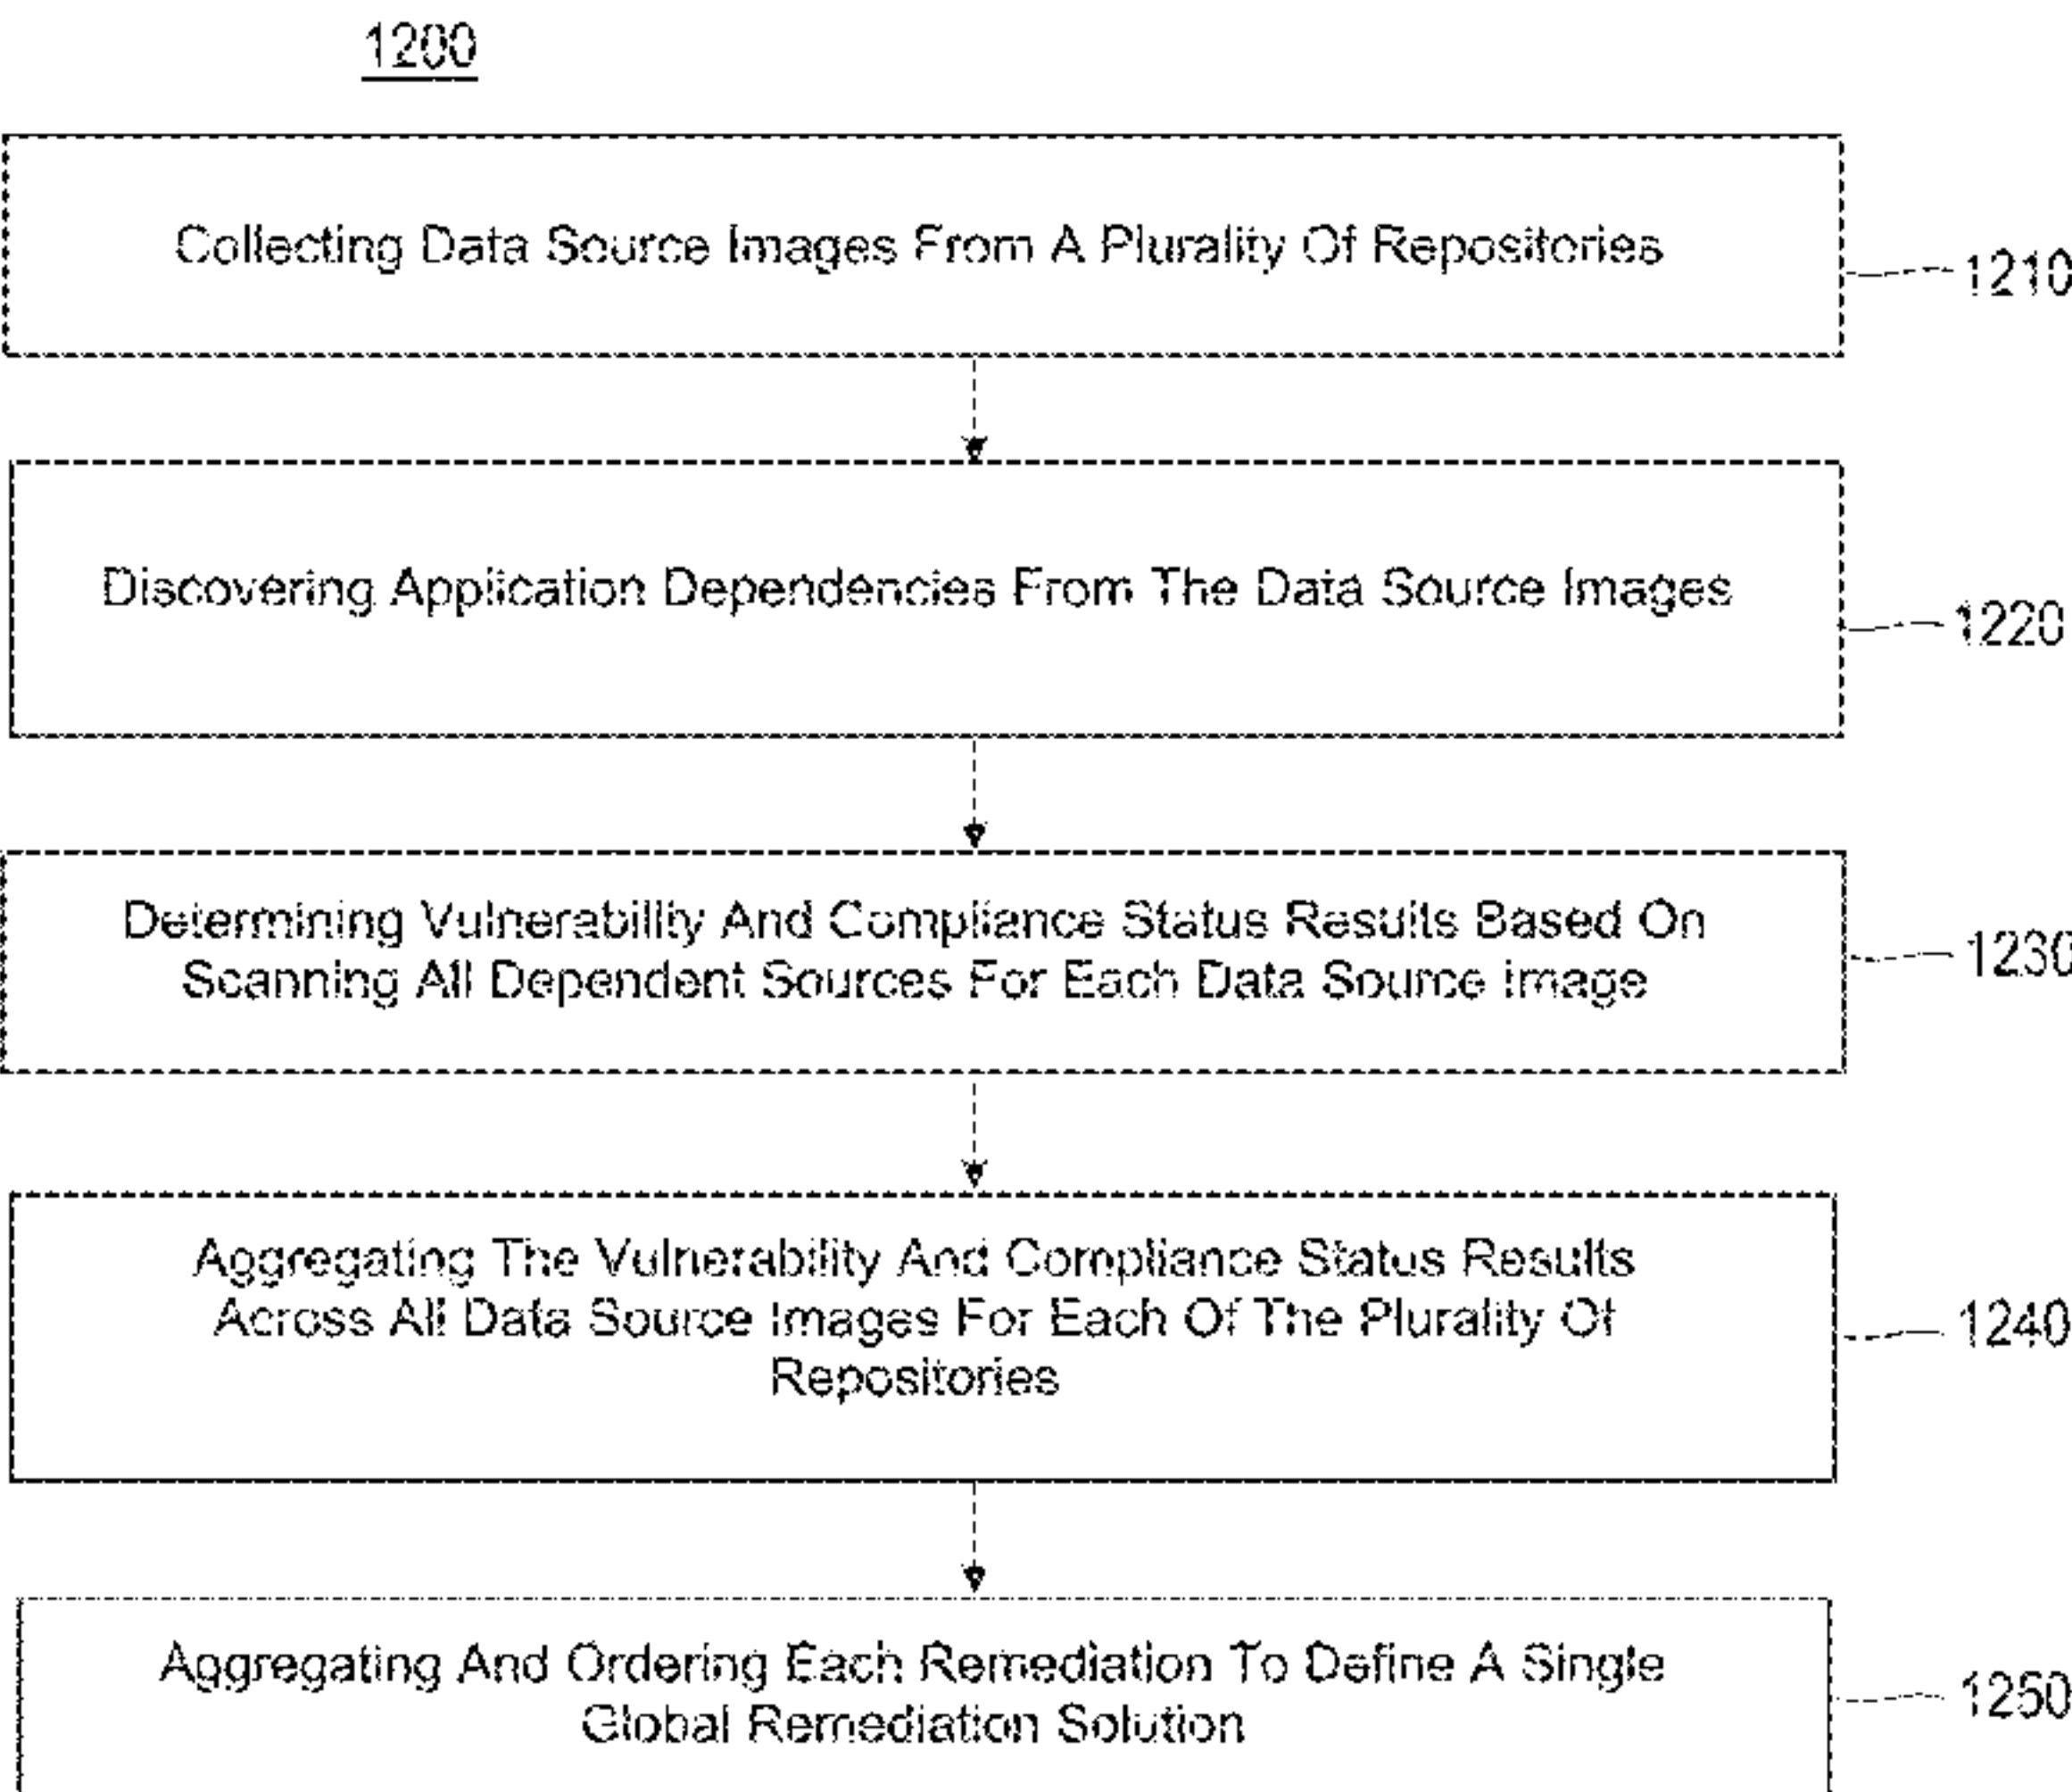 1200
Collecting Data Source Images From A Plurality Of Repositories
1210
Discovering Application Dependencies From The Data Source Images
1220
Determining Vulnerability And Compliance Status Results Based On
Scanning All Dependent Sources For Each Data Source Image
1230
Aggregating The Vulnerability And Compliance Status Results
Across All Data Source Images For Each Of The Plurality Of
Repositories
1240
Aggregating And Ordering Each Remediation To Define A Single
Global Remediation Solution
1250